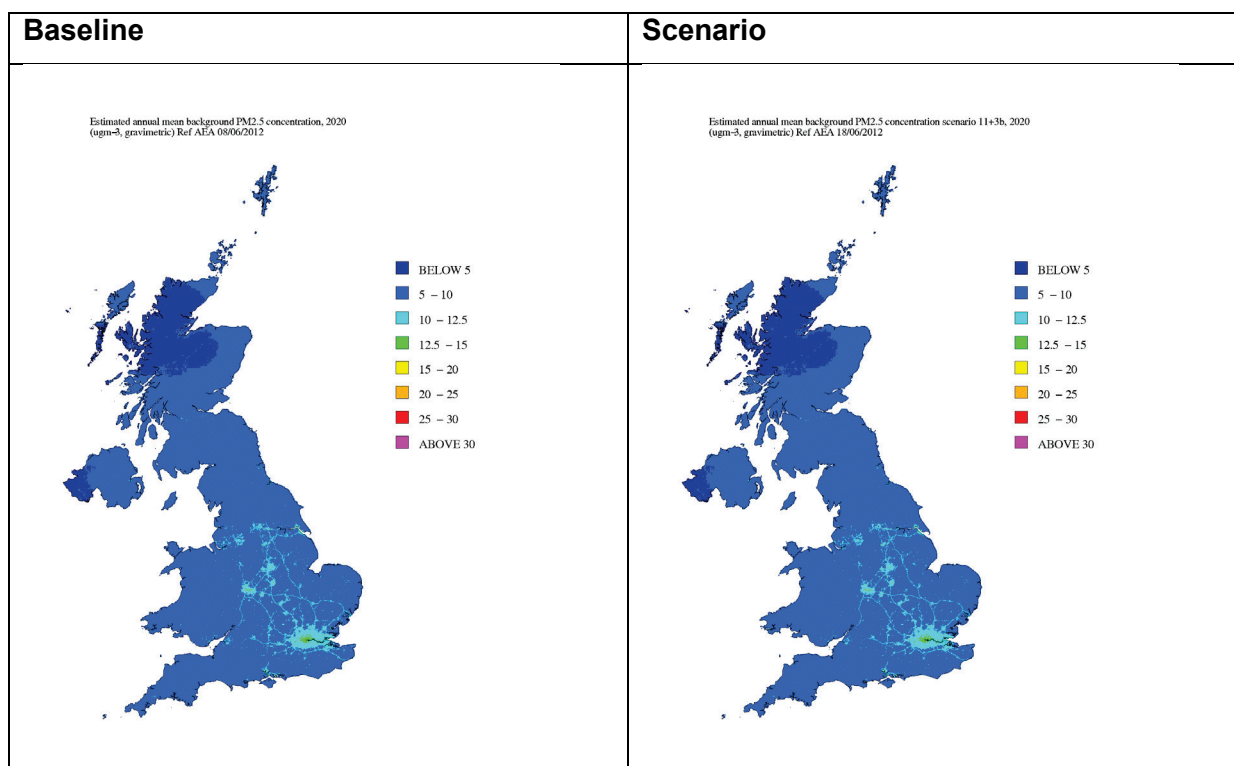 Baseline
Scenario
Estimated annual mean background PM2.5 concentration, 2020
(ugm-3, gravimetric) Ref AEA 08/06/2012
BELOW 5
5 – 10
10 – 12.5
12.5 – 15
15 – 20
20 – 25
25 – 30
ABOVE 30
Estimated annual mean background PM2.5 concentration scenario 11+3b, 2020
(ugm-3, gravimetric) Ref AEA 18/06/2012
BELOW 5
5 – 10
10 – 12.5
12.5 – 15
15 – 20
20 – 25
25 – 30
ABOVE 30